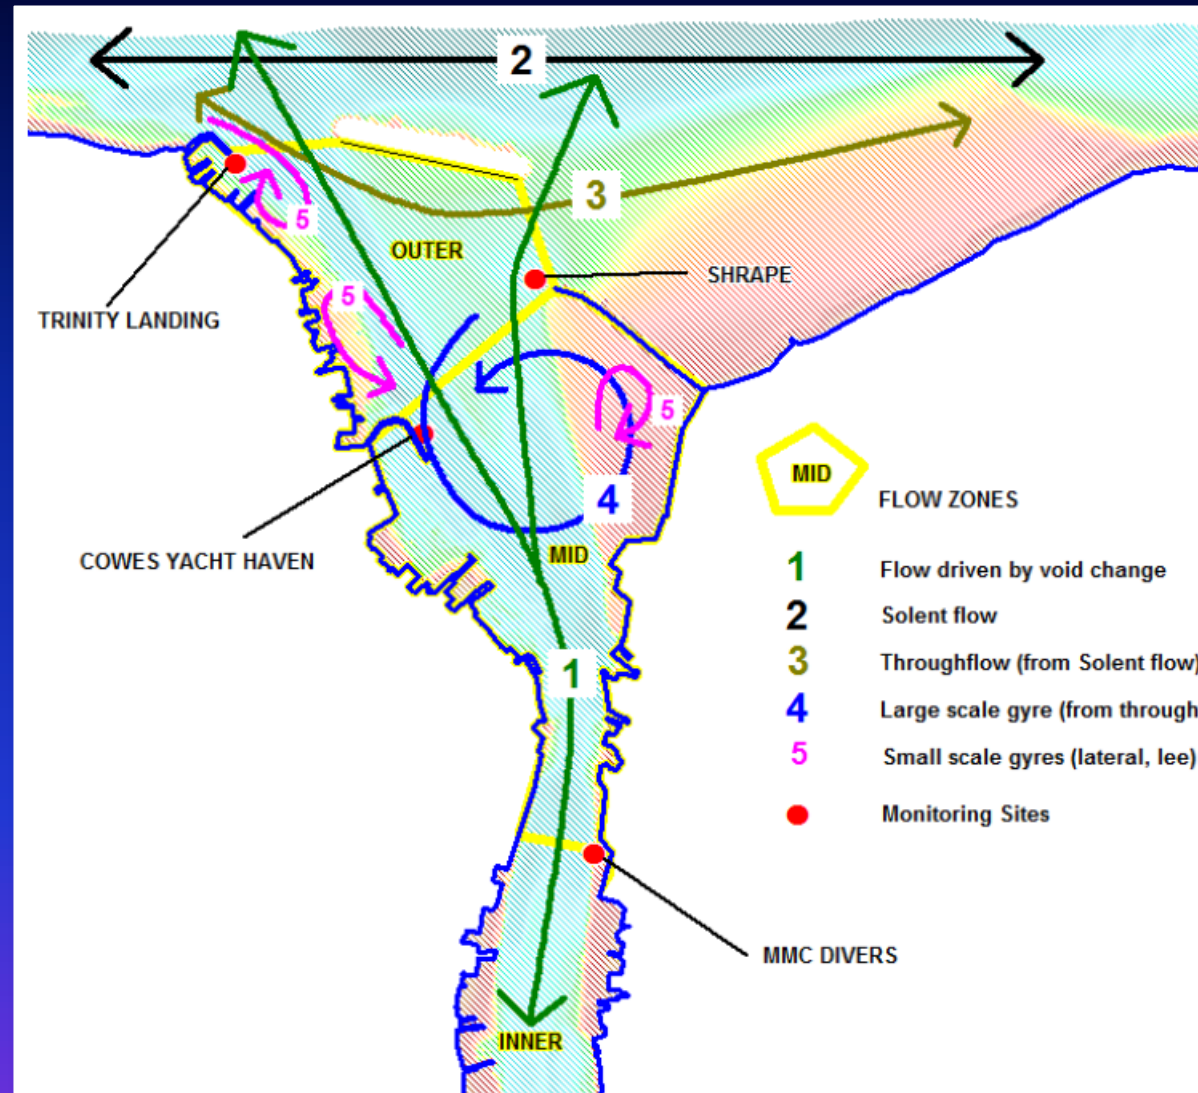 2
3
5
OUTER
SHRAPE
5
TRINITY LANDING
5
MID
FLOW ZONES
4
COWES YACHT HAVEN
MID
1 Flow driven by void change
2 Solent flow
1
3 Throughflow (from Solent flow)
4 Large scale gyre (from through
5 Small scale gyres (lateral, lee)
Monitoring Sites
MMC DIVERS
INNER